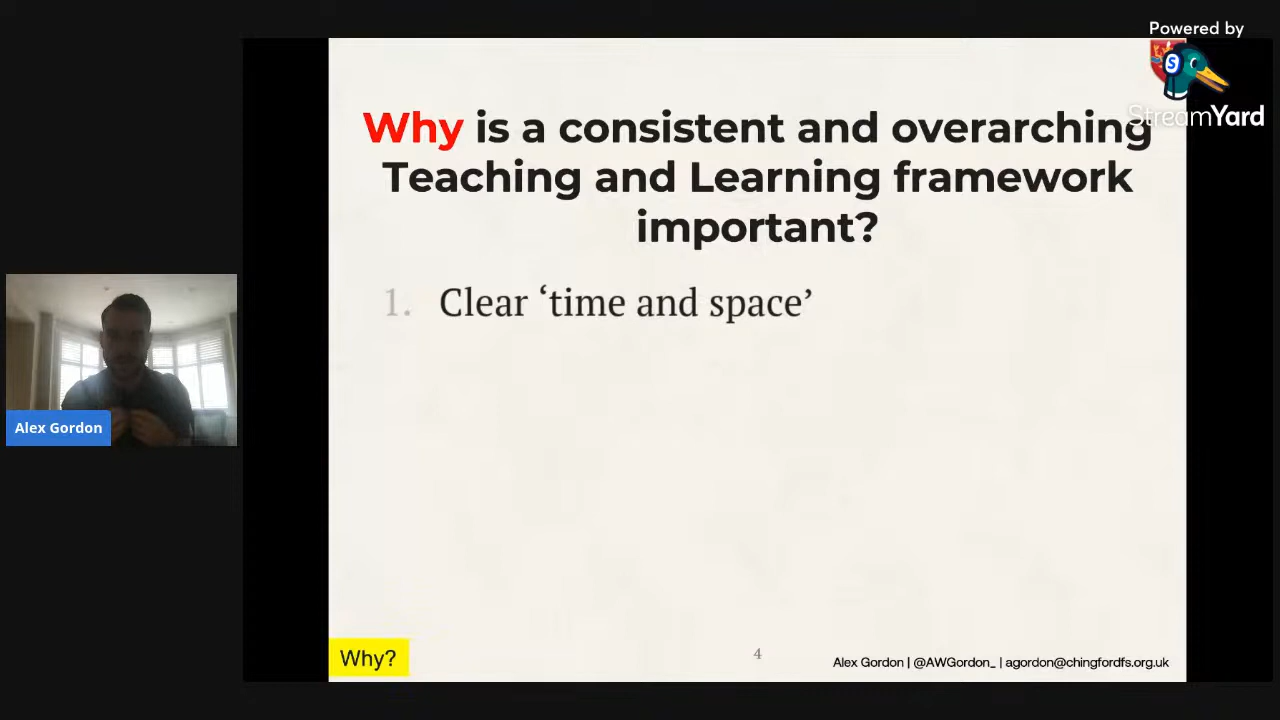 Powered by
StreamYard
Why is a consistent and overarching
Teaching and Learning framework
important?
1. Clear ‘time and space’
Alex Gordon
Why?
4
Alex Gordon | @AWGordon_ | agordon@chingfordfs.org.uk